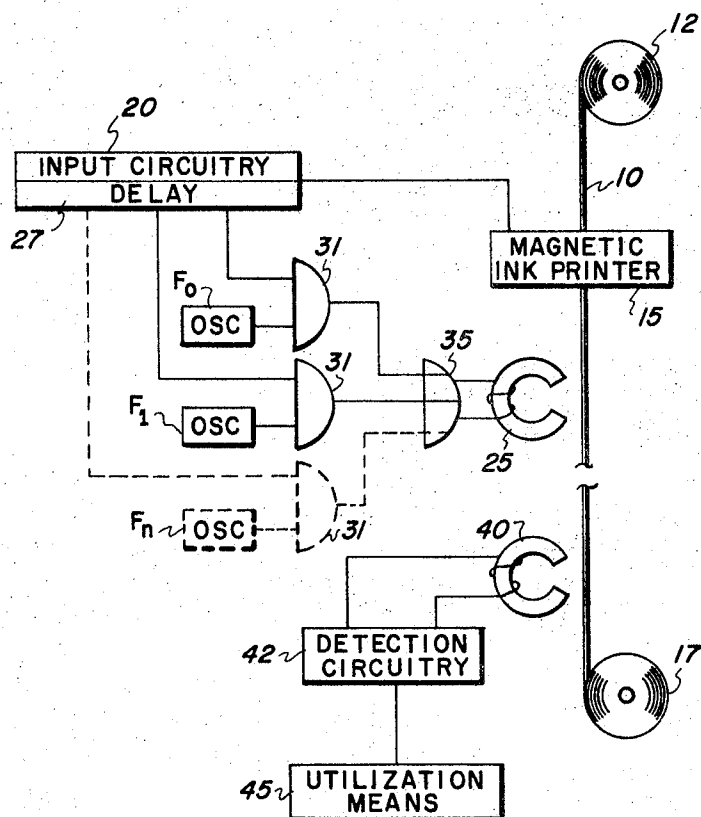 12
20
INPUT CIRCUITRY
DELAY
10
27
MAGNETIC
INK PRINTER
15
31
F0
OSC
35
31
F1
OSC
25
Fn
OSC
31
40
42
DETECTION
CIRCUITRY
17
45
UTILIZATION
MEANS